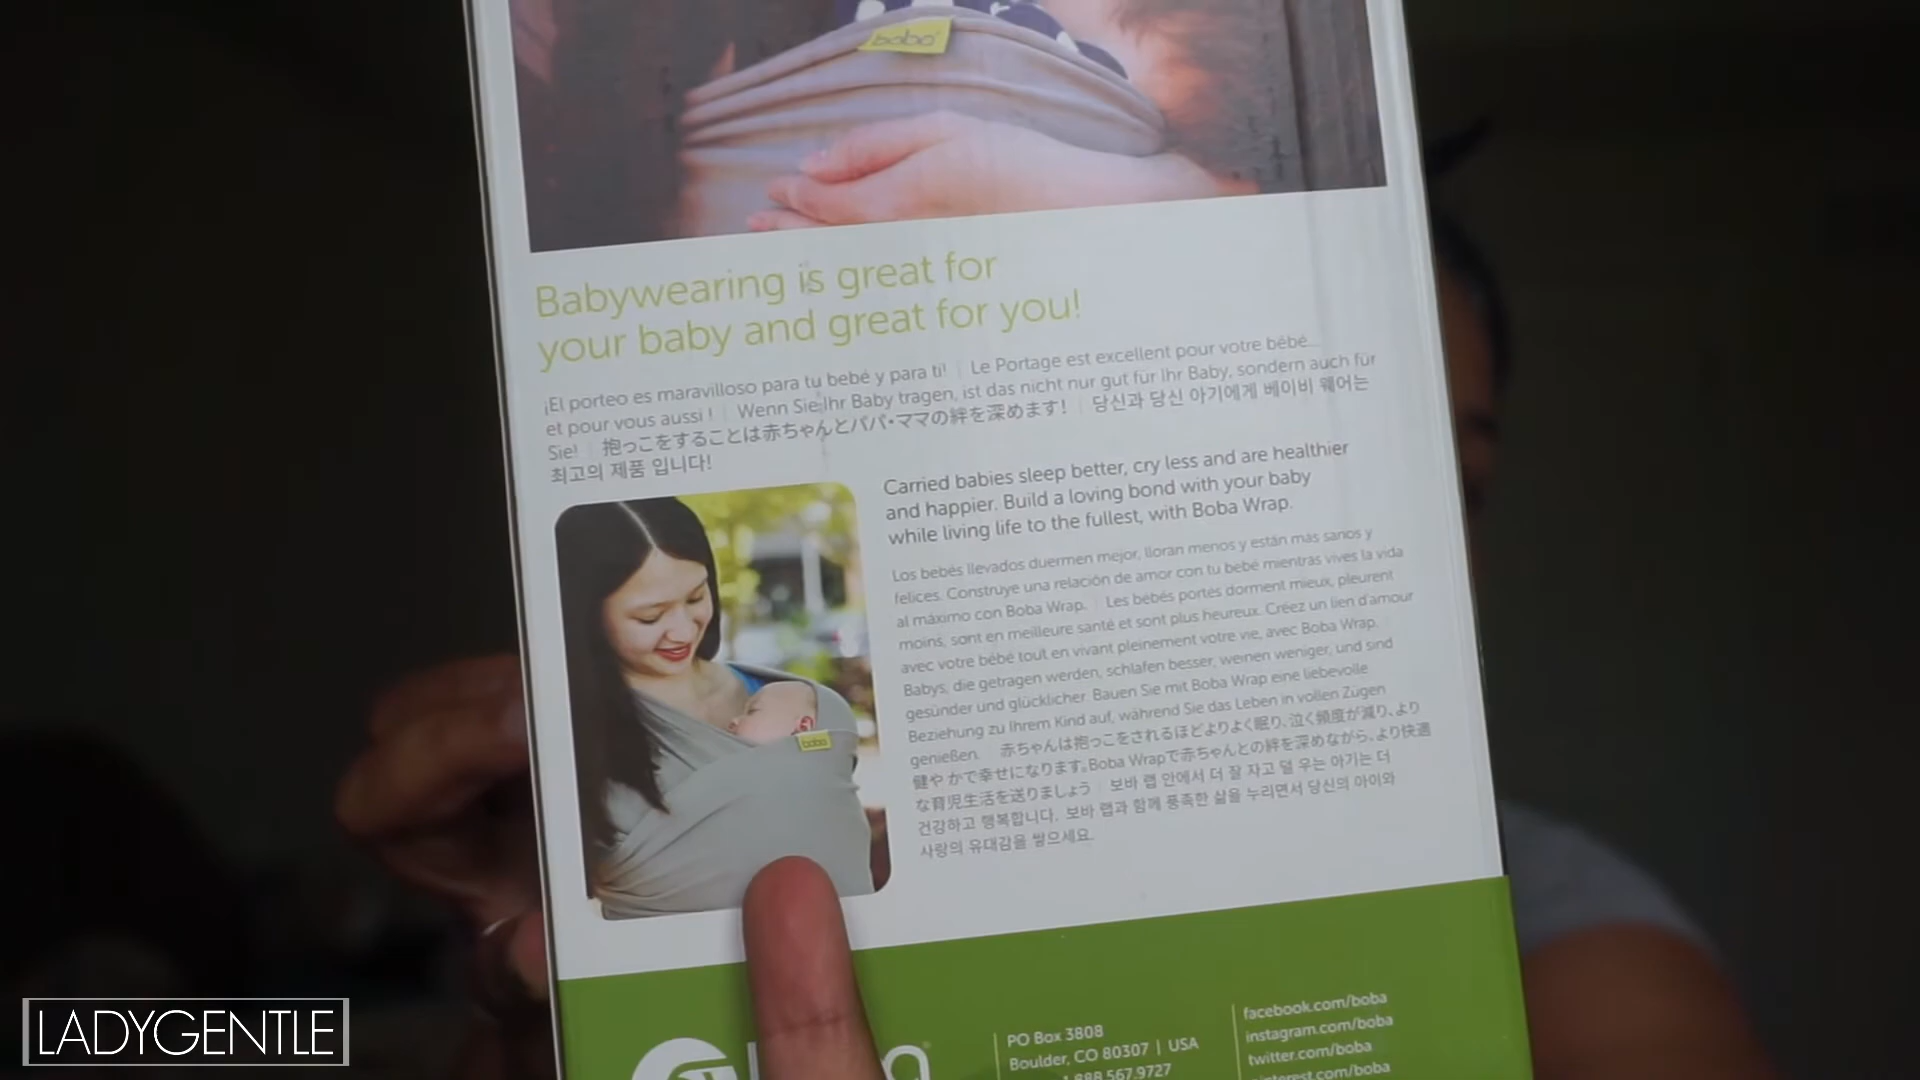 boba
Babywearing is great for
your baby and great for you!
¡El porteo es maravilloso para tu bebé y para ti! | Le Portage est excellent pour votre bébé...
et pour vous aussi ! | Wenn Sie Ihr Baby tragen, ist das nicht nur gut für Ihr Baby, sondern auch für
Sie! | 抱っこをすることは赤ちゃんとパパ・ママの絆を深めます! | 당신과 당신 아기에게 베이비 웨어는
최고의 제품 입니다!
Carried babies sleep better, cry less and are healthier
and happier. Build a loving bond with your baby
while living life to the fullest, with Boba Wrap.
Los bebés llevados duermen mejor, lloran menos y están más sanos y
felices. Construye una relación de amor con tu bebé mientras vives la vida
al máximo con Boba Wrap. | Les bébés portés dorment mieux, pleurent
moins, sont en meilleure santé et sont plus heureux. Créez un lien d'amour
avec votre bébé tout en vivant pleinement votre vie, avec Boba Wrap. |
Babys, die getragen werden, schlafen besser, weinen weniger, und sind
gesünder und glücklicher. Bauen Sie mit Boba Wrap eine liebevolle
Beziehung zu Ihrem Kind auf, während Sie das Leben in vollen Zügen
genießen. | 赤ちゃんは抱っこをされるほどよりよく眠り、泣く頻度が減り、より
健やかで幸せになります。Boba Wrapで赤ちゃんとの絆を深めながら、より快適
な育児生活を送りましょう | 보바 랩 안에서 더 잘 자고 덜 우는 아기는 더
건강하고 행복합니다. 보바 랩과 함께 풍족한 삶을 누리면서 당신의 아이와
사랑의 유대감을 쌓으세요.
boba
PO Box 3808
Boulder, CO 80307 | USA
1.888.567.9727
facebook.com/boba
instagram.com/boba
twitter.com/boba
pinterest.com/boba
LADYGENTLE